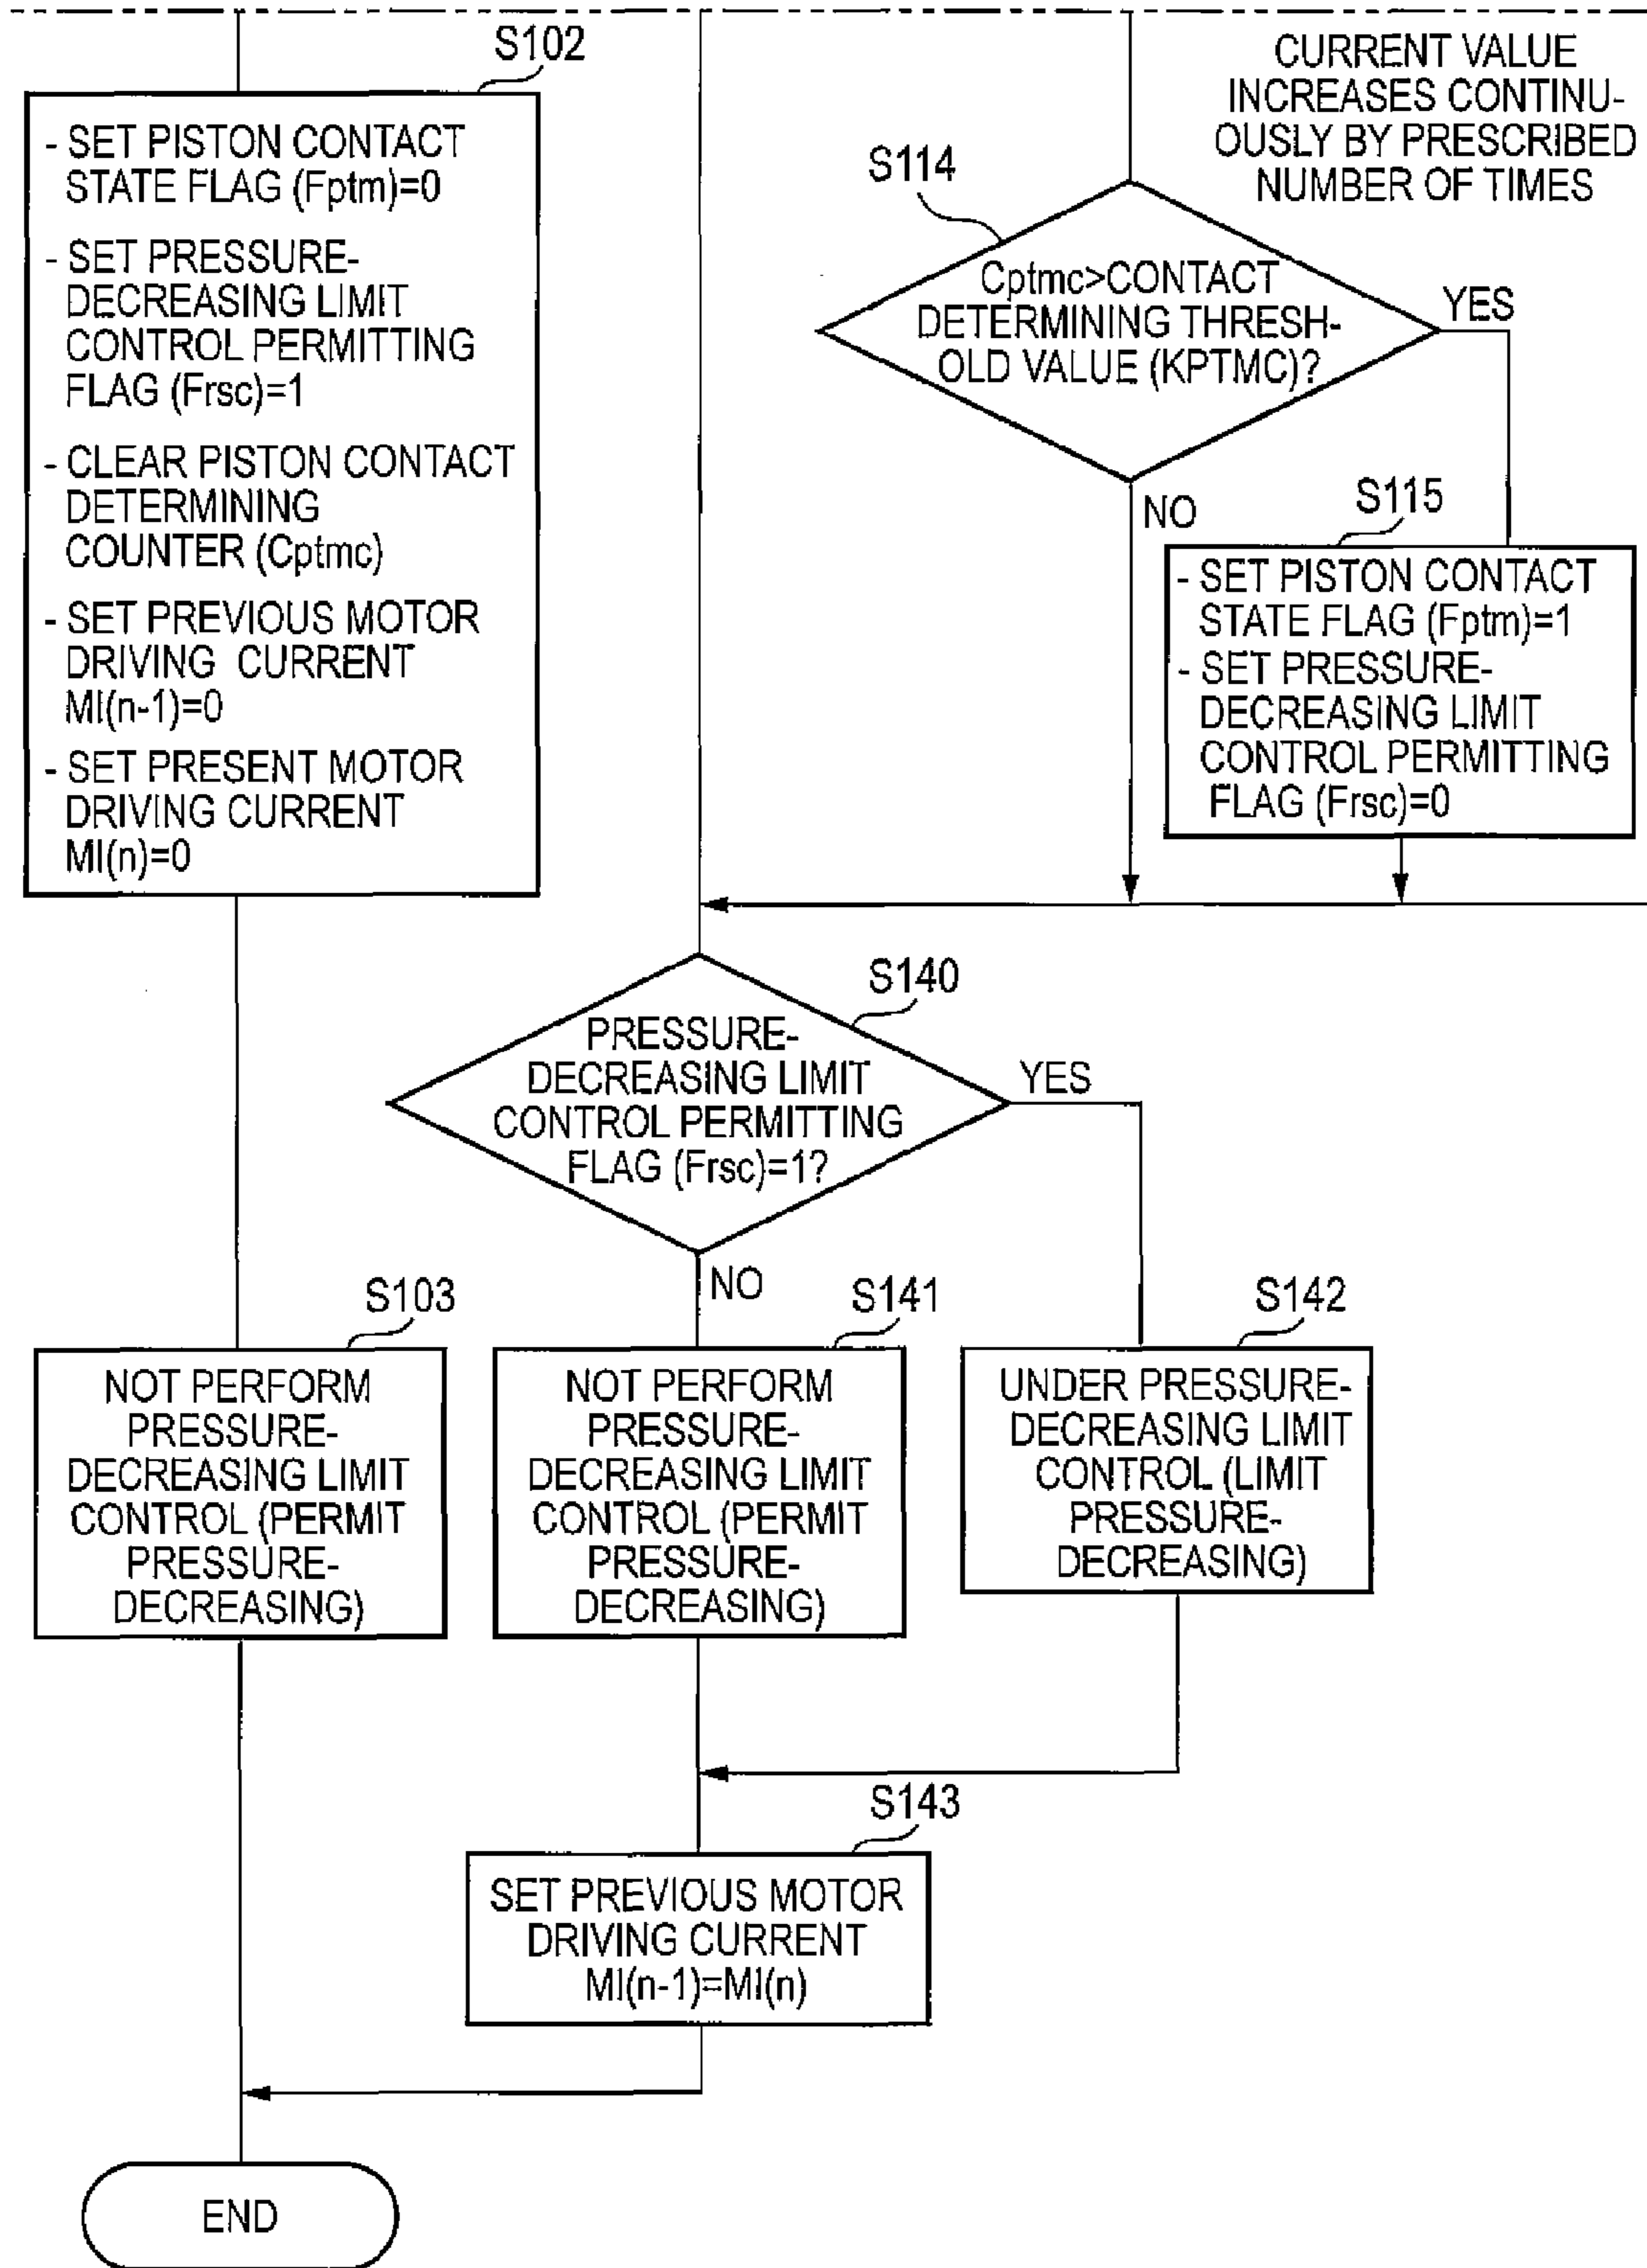 S102
- SET PISTON CONTACT
STATE FLAG (Fptm)=0
- SET PRESSURE-
DECREASING LIMIT
CONTROL PERMITTING
FLAG (Frsc)=1
- CLEAR PISTON CONTACT
DETERMINING
COUNTER (Cptmc)
- SET PREVIOUS MOTOR
DRIVING CURRENT
MI(n-1)=0
- SET PRESENT MOTOR
DRIVING CURRENT
MI(n)=0
CURRENT VALUE
INCREASES CONTINU-
OUSLY BY PRESCRIBED
NUMBER OF TIMES
S114
Cptmc>CONTACT
DETERMINING THRESH-
OLD VALUE (KPTMC)?
YES
NO
S115
- SET PISTON CONTACT
STATE FLAG (Fptm)=1
- SET PRESSURE-
DECREASING LIMIT
CONTROL PERMITTING
FLAG (Frsc)=0
S140
PRESSURE-
DECREASING LIMIT
CONTROL PERMITTING
FLAG (Frsc)=1?
YES
NO
S103
NOT PERFORM
PRESSURE-
DECREASING LIMIT
CONTROL (PERMIT
PRESSURE-
DECREASING)
S141
NOT PERFORM
PRESSURE-
DECREASING LIMIT
CONTROL (PERMIT
PRESSURE-
DECREASING)
S142
UNDER PRESSURE-
DECREASING LIMIT
CONTROL (LIMIT
PRESSURE-
DECREASING)
S143
SET PREVIOUS MOTOR
DRIVING CURRENT
MI(n-1)=MI(n)
END